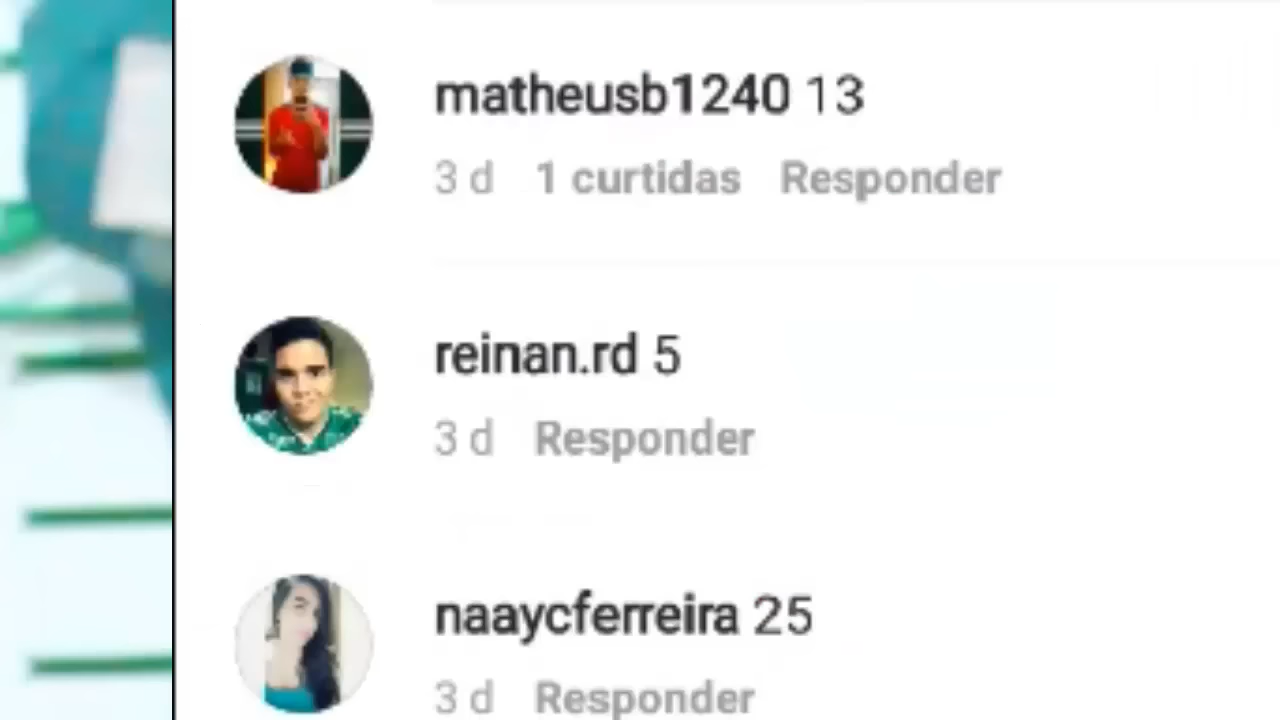 matheusb1240 13
3 d 1 curtidas Responder
reinan.rd 5
3 d Responder
naaycferreira 25
3 d Responder